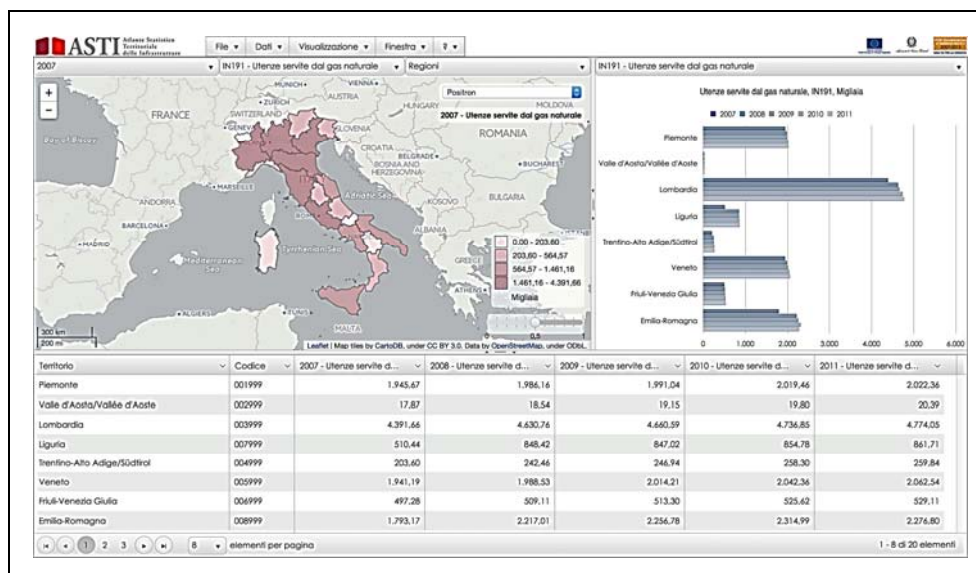 ASTI Atlante Statistico
Territoriale
delle Infrastrutture
File Dati Visualizzazione Finestra ?
2007 IN191 - Utenze servite dal gas naturale Regioni
IN191 - Utenze servite dal gas naturale
+
−
Positron
2007 - Utenze servite dal gas naturale
MUNICH
VIENNA
ZURICH
AUSTRIA
FRANCE
SWITZERLAND
HUNGARY
MOLDOVA
GENEVA
SLOVENIA
ROMANIA
CROATIA
BELGRADE
Bay of Biscay
BOSNIA AND
HERZEGOVINA
BUCHAREST
MARSEILLE
ANDORRA
Adriatic Sea
KOSOVO
BULGARIA
BARCELONA
ALBANIA
MADRID
Tyrrhenian Sea
Mediterranean
Sea
GREECE
ATHENS
ALGIERS
TUNIS
MALTA
0.00 - 203,60
203,60 - 564,57
564,57 - 1.461,16
1.461,16 - 4.391,66
Migliaia
0 0,5 1
300 km
200 mi
Leaflet | Map tiles by CartoDB, under CC BY 3.0. Data by OpenStreetMap, under ODbL.
Utenze servite dal gas naturale, IN191, Migliaia
2007 2008 2009 2010 2011
Piemonte
Valle d'Aosta/Vallée d'Aoste
Lombardia
Liguria
Trentino-Alto Adige/Südtirol
Veneto
Friuli-Venezia Giulia
Emilia-Romagna
0 1.000 2.000 3.000 4.000 5.000 6.000
Territorio Codice 2007 - Utenze servite d... 2008 - Utenze servite d... 2009 - Utenze servite d... 2010 - Utenze servite d... 2011 - Utenze servite d...
Piemonte 001999 1.945,67 1.986,16 1.991,04 2.019,46 2.022,36
Valle d'Aosta/Vallée d'Aoste 002999 17,87 18,54 19,15 19,80 20,39
Lombardia 003999 4.391,66 4.630,76 4.660,59 4.736,85 4.774,05
Liguria 007999 510,44 848,42 847,02 854,78 861,71
Trentino-Alto Adige/Südtirol 004999 203,60 242,46 246,94 258,30 259,84
Veneto 005999 1.941,19 1.988,53 2.014,21 2.042,36 2.062,54
Friuli-Venezia Giulia 006999 497,28 509,11 513,30 525,62 529,11
Emilia-Romagna 008999 1.793,17 2.217,01 2.256,78 2.314,99 2.276,80
1 2 3 8 elementi per pagina 1 - 8 di 20 elementi